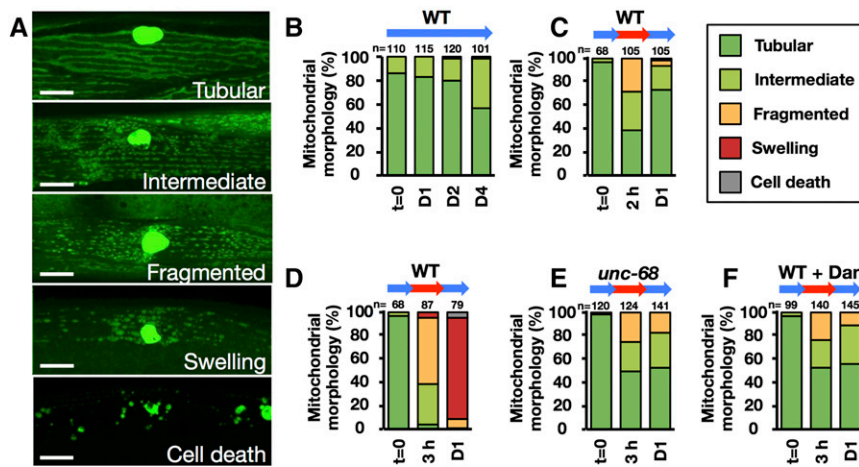 A
Tubular
Intermediate
Fragmented
Swelling
Cell death
B
WT
n= 110 115 120 101
Mitochondrial
morphology (%)
100
80
60
40
20
0
t=0 D1 D2 D4
C
WT
n= 68 105 105
Mitochondrial
morphology (%)
100
80
60
40
20
0
t=0 2 h D1
Tubular
Intermediate
Fragmented
Swelling
Cell death
D
WT
n= 68 87 79
Mitochondrial
morphology (%)
100
80
60
40
20
0
t=0 3 h D1
E
unc-68
n= 120 124 141
Mitochondrial
morphology (%)
100
80
60
40
20
0
t=0 3 h D1
F
WT + Dan
n= 99 140 145
Mitochondrial
morphology (%)
100
80
60
40
20
0
t=0 3 h D1